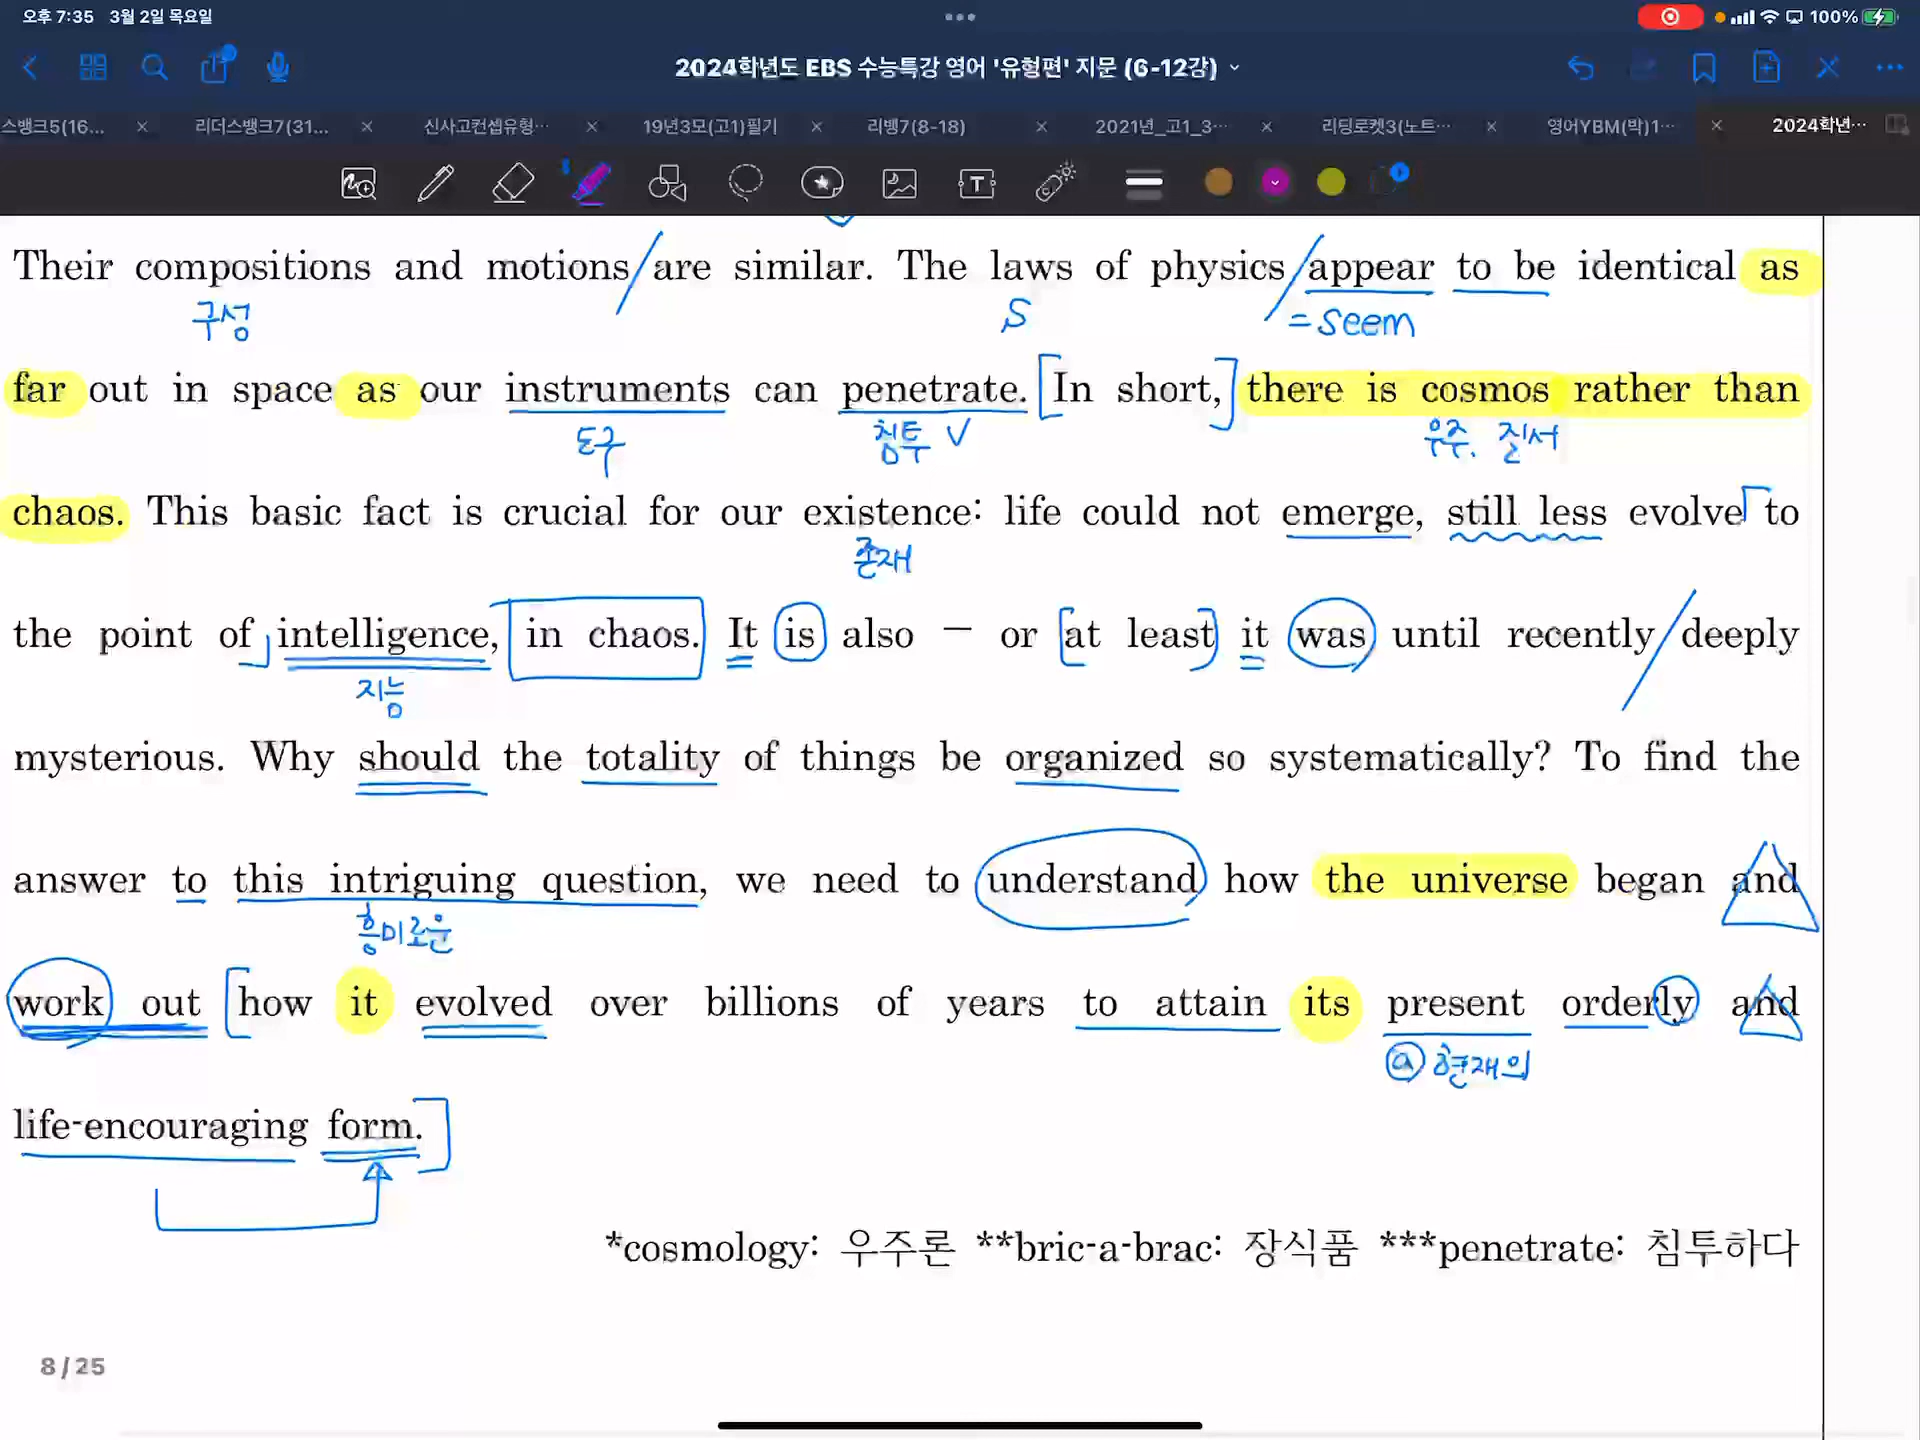 오후 7:35 3월 2일 목요일
100%
2024학년도 EBS 수능특강 영어 '유형편' 지문 (6-12강)
스뱅크5(16... 리더스뱅크7(31... 신사고컨셉유형... 19년3모(고1)필기 리뱅7(8-18) 2021년_고1_3... 리딩로켓3(노트... 영어YBM(박)1... 2024학년...
Their compositions and motions / are similar. The laws of physics / appear to be identical as
구성 S = seem
far out in space as our instruments can penetrate. [In short,] there is cosmos rather than
도구 침투 V 우주. 질서
chaos. This basic fact is crucial for our existence: life could not emerge, still less evolve to
존재
the point of intelligence, in chaos. It is also – or [at least] it was until recently / deeply
지능
mysterious. Why should the totality of things be organized so systematically? To find the
answer to this intriguing question, we need to understand how the universe began and
흥미로운
work out [how it evolved over billions of years to attain its present orderly and
ⓐ 현재의
life-encouraging form.]
*cosmology: 우주론 **bric-a-brac: 장식품 ***penetrate: 침투하다
8/25